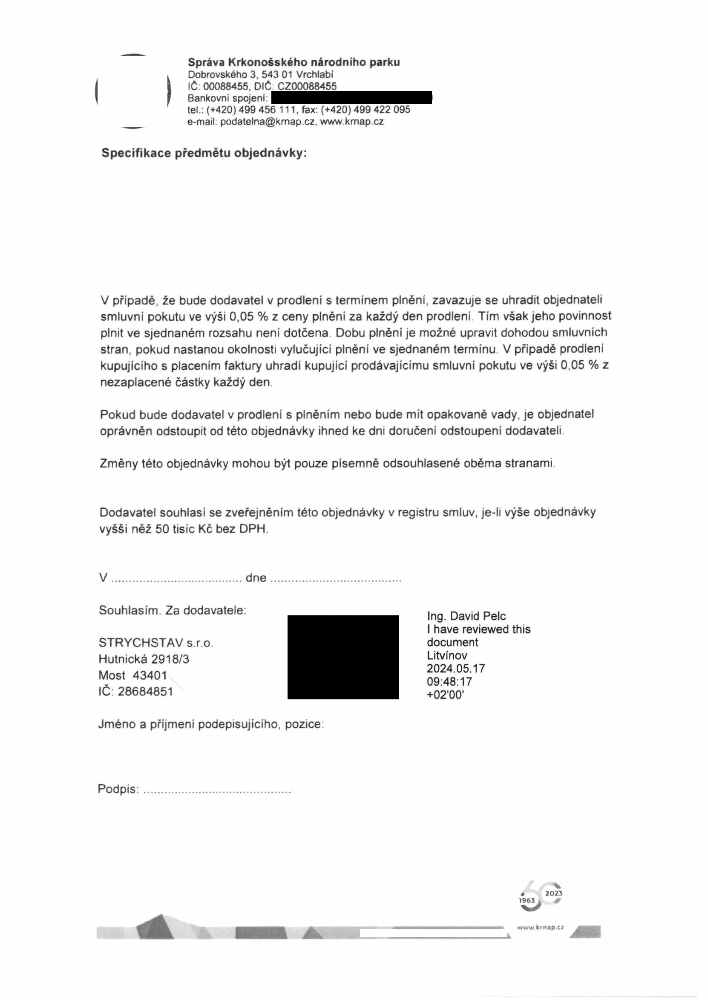 Správa Krkonošského národního parku
Dobrovského 3, 543 01 Vrchlabí
IČ: 00088455, DIČ: CZ00088455
Bankovní spojení:
tel.: (+420) 499 456 111, fax: (+420) 499 422 095
e-mail: podatelna@krnap.cz, www.krnap.cz
Specifikace předmětu objednávky:
V případě, že bude dodavatel v prodlení s termínem plnění, zavazuje se uhradit objednateli
smluvní pokutu ve výši 0,05 % z ceny plnění za každý den prodlení. Tím však jeho povinnost
plnit ve sjednaném rozsahu není dotčena. Dobu plnění je možné upravit dohodou smluvních
stran, pokud nastanou okolnosti vylučující plnění ve sjednaném termínu. V případě prodlení
kupujícího s placením faktury uhradí kupující prodávajícímu smluvní pokutu ve výši 0,05 % z
nezaplacené částky každý den.
Pokud bude dodavatel v prodlení s plněním nebo bude mít opakované vady, je objednatel
oprávněn odstoupit od této objednávky ihned ke dni doručení odstoupení dodavateli.
Změny této objednávky mohou být pouze písemně odsouhlasené oběma stranami.
Dodavatel souhlasí se zveřejněním této objednávky v registru smluv, je-li výše objednávky
vyšší něž 50 tisíc Kč bez DPH.
V ..................................... dne .....................................
Souhlasím. Za dodavatele:
STRYCHSTAV s.r.o.
Hutnická 2918/3
Most 43401
IČ: 28684851
Ing. David Pelc
I have reviewed this
document
Litvínov
2024.05.17
09:48:17
+02'00'
Jméno a příjmení podepisujícího, pozice:
Podpis: ..........................................
60
1963 2023
www.krnap.cz